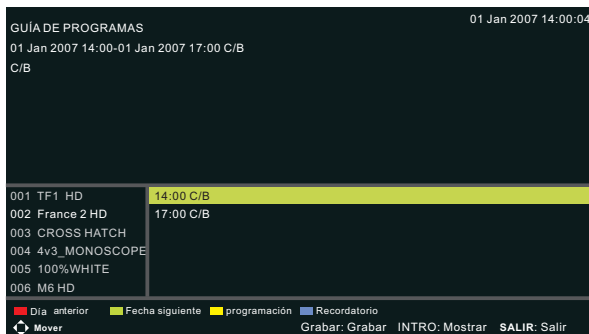 01 Jan 2007 14:00:04
GUÍA DE PROGRAMAS
01 Jan 2007 14:00-01 Jan 2007 17:00 C/B
C/B
001 TF1 HD
14:00 C/B
002 France 2 HD
17:00 C/B
003 CROSS HATCH
004 4v3_MONOSCOPE
005 100%WHITE
006 M6 HD
Día anterior Fecha siguiente programación Recordatorio
Mover Grabar: Grabar INTRO: Mostrar SALIR: Salir